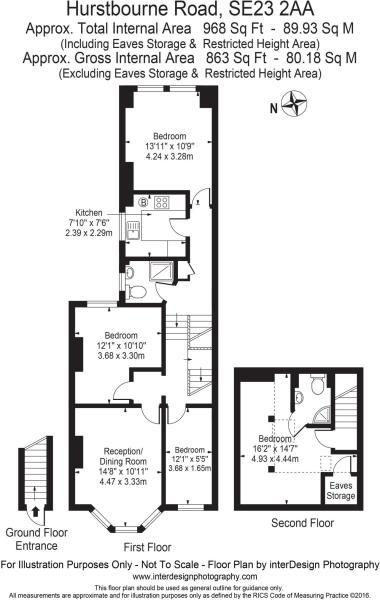 Hurstbourne Road, SE23 2AA
Approx. Total Internal Area 968 Sq Ft - 89.93 Sq M
(Including Eaves Storage & Restricted Height Area)
Approx. Gross Internal Area 863 Sq Ft - 80.18 Sq M
(Excluding Eaves Storage & Restricted Height Area)
N
Bedroom
13'11" x 10'9"
4.24 x 3.28m
Kitchen
7'10" x 7'6"
2.39 x 2.29m
Bedroom
12'1" x 10'10"
3.68 x 3.30m
Reception/
Dining Room
14'8" x 10'11"
4.47 x 3.33m
Bedroom
12'1" x 5'5"
3.68 x 1.65m
Bedroom
16'2" x 14'7"
4.93 x 4.44m
Eaves
Storage
Ground Floor
Entrance
First Floor
Second Floor
For Illustration Purposes Only - Not To Scale - Floor Plan by interDesign Photography
www.interdesignphotography.com
This floor plan should be used as general outline for guidance only.
All measurements are approximate and for illustration purposes only as defined by the RICS Code of Measuring Practice ©2016.